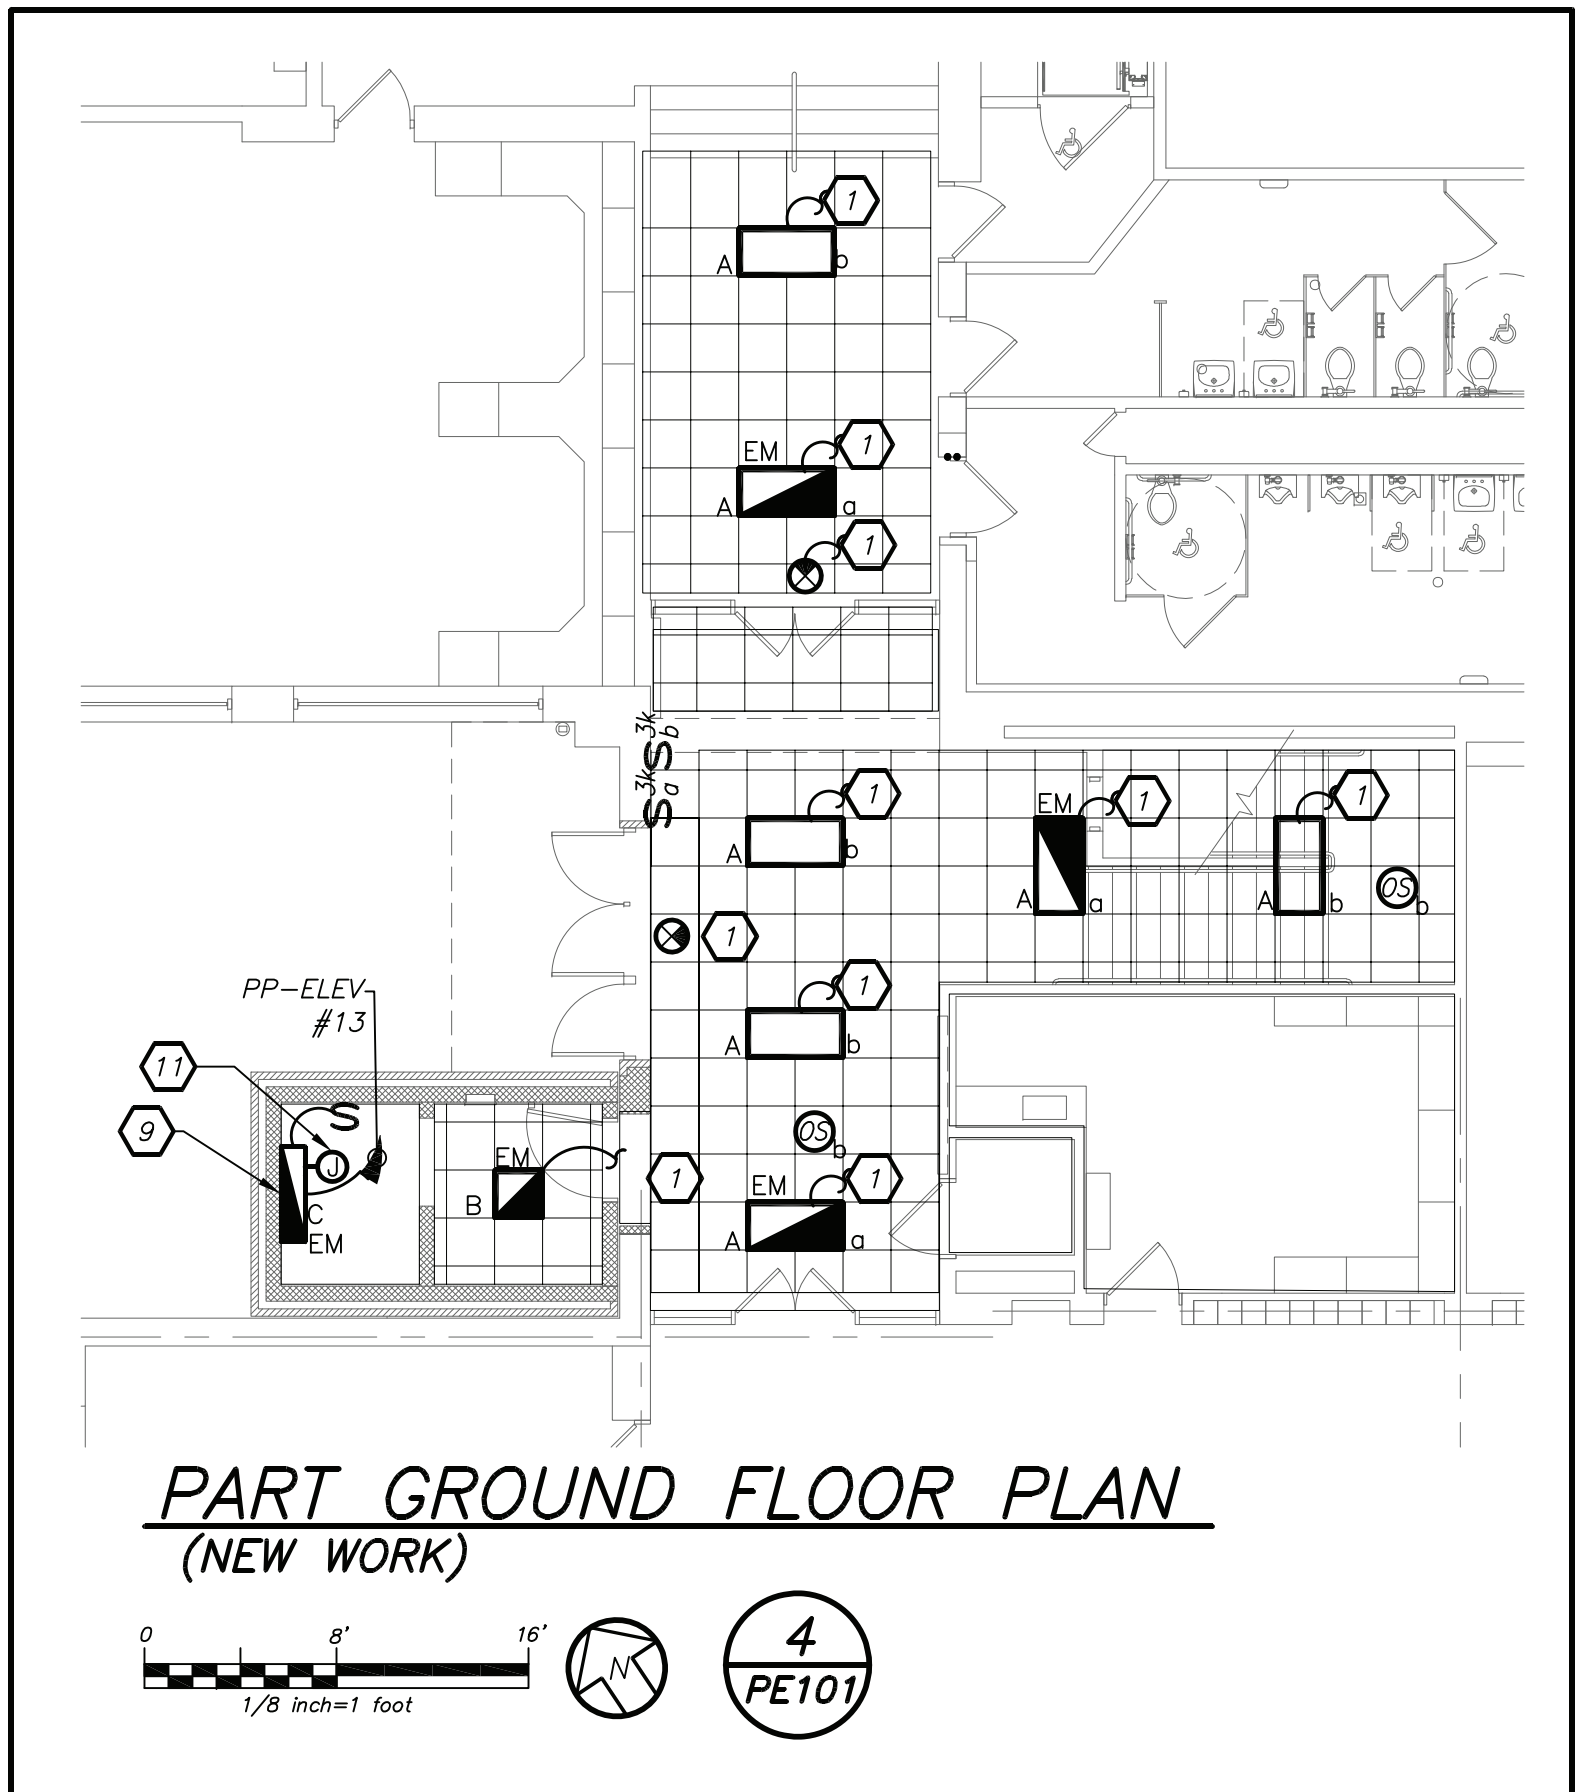 1
A b
EM 1
A a
1
S3k b
S3k a
1
EM 1
1
A b
A a
A b
OS b
1
PP-ELEV
#13
1
A b
11
S
9
OS b
J
EM
1
EM 1
B
C
EM
A a
PART GROUND FLOOR PLAN
(NEW WORK)
0 8' 16'
1/8 inch=1 foot
N
4
PE101